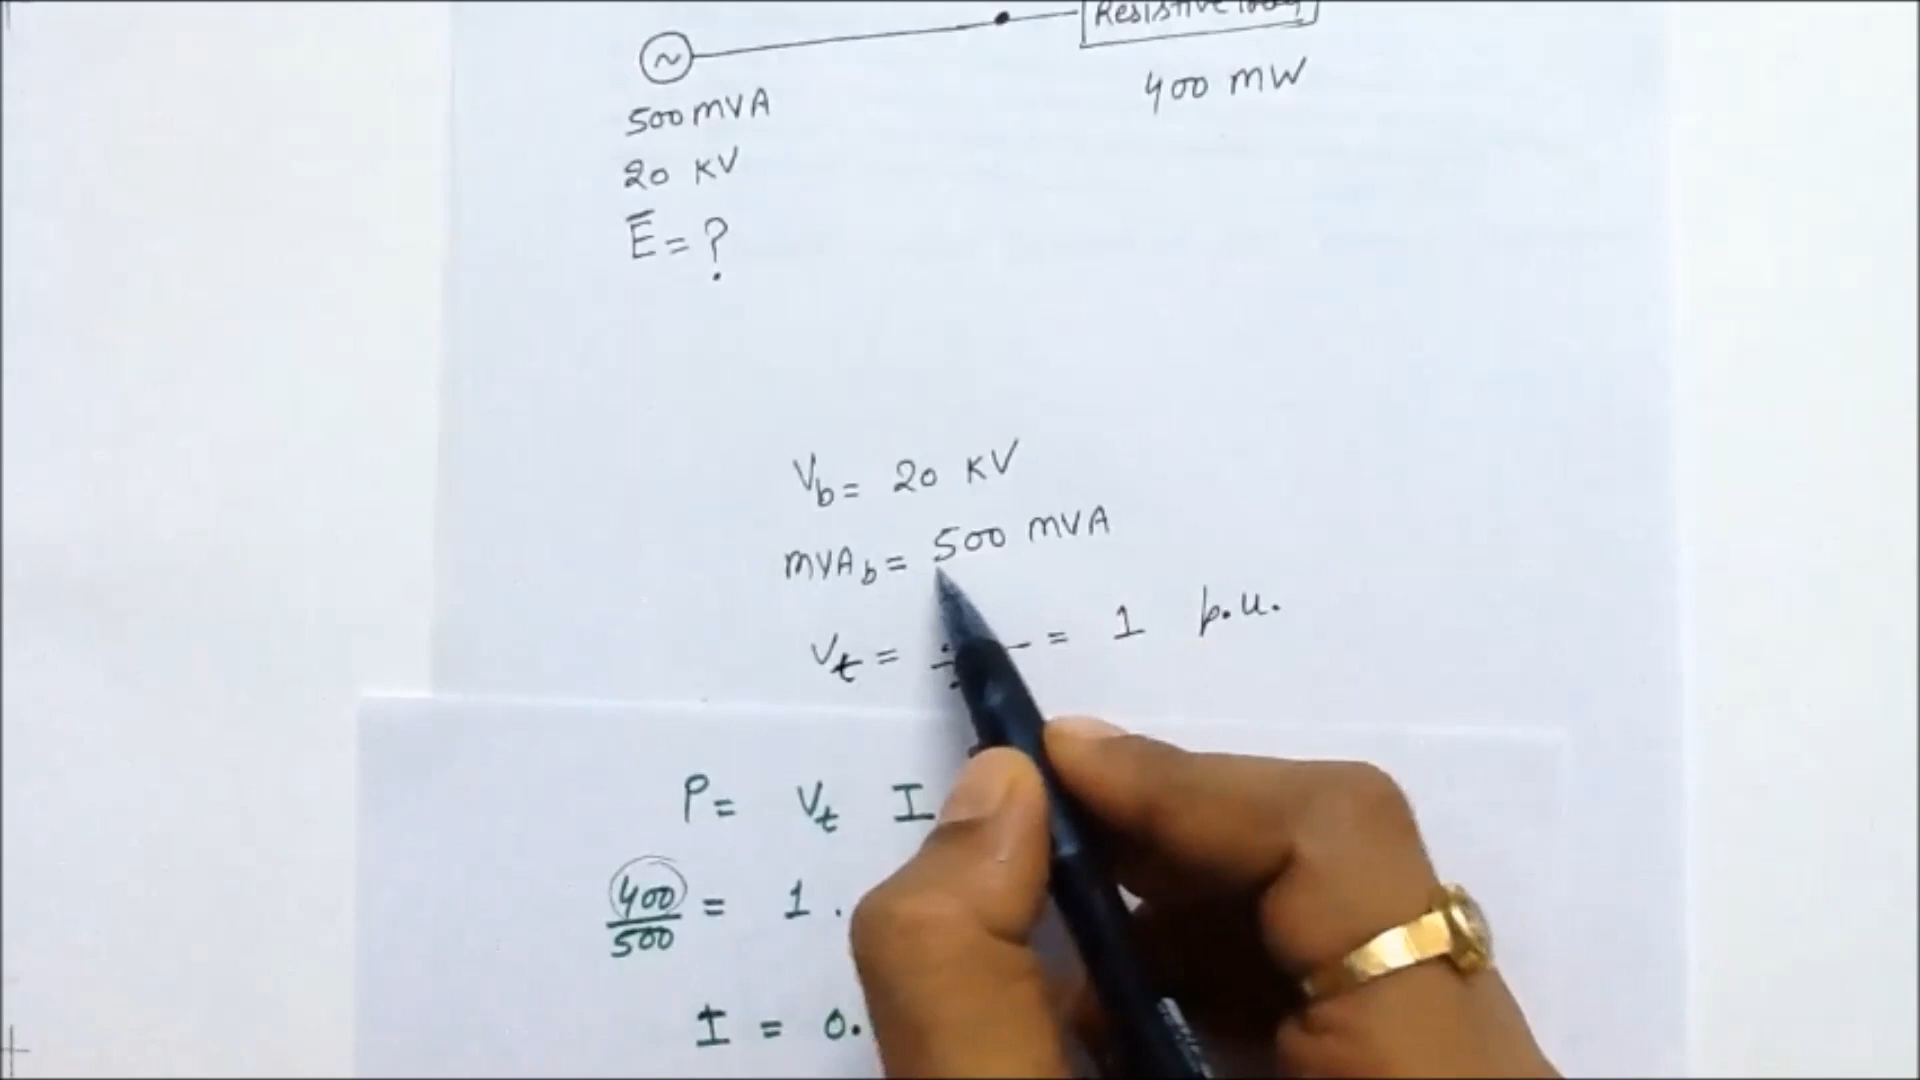 Resistive load
500 MVA
400 MW
20 KV
E̅ = ?
Vb = 20 KV
MVAb = 500 MVA
Vt = = 1 p.u.
P = Vt I
400/500 = 1 .
I = 0.